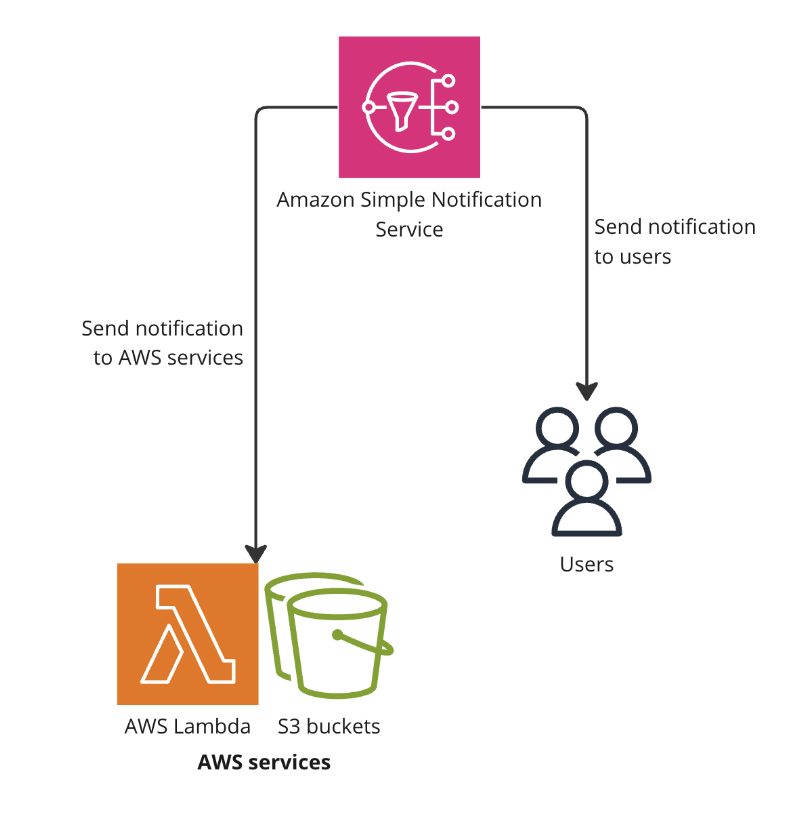 Amazon Simple Notification
Service
Send notification
to users
Send notification
to AWS services
Users
AWS Lambda
S3 buckets
AWS services